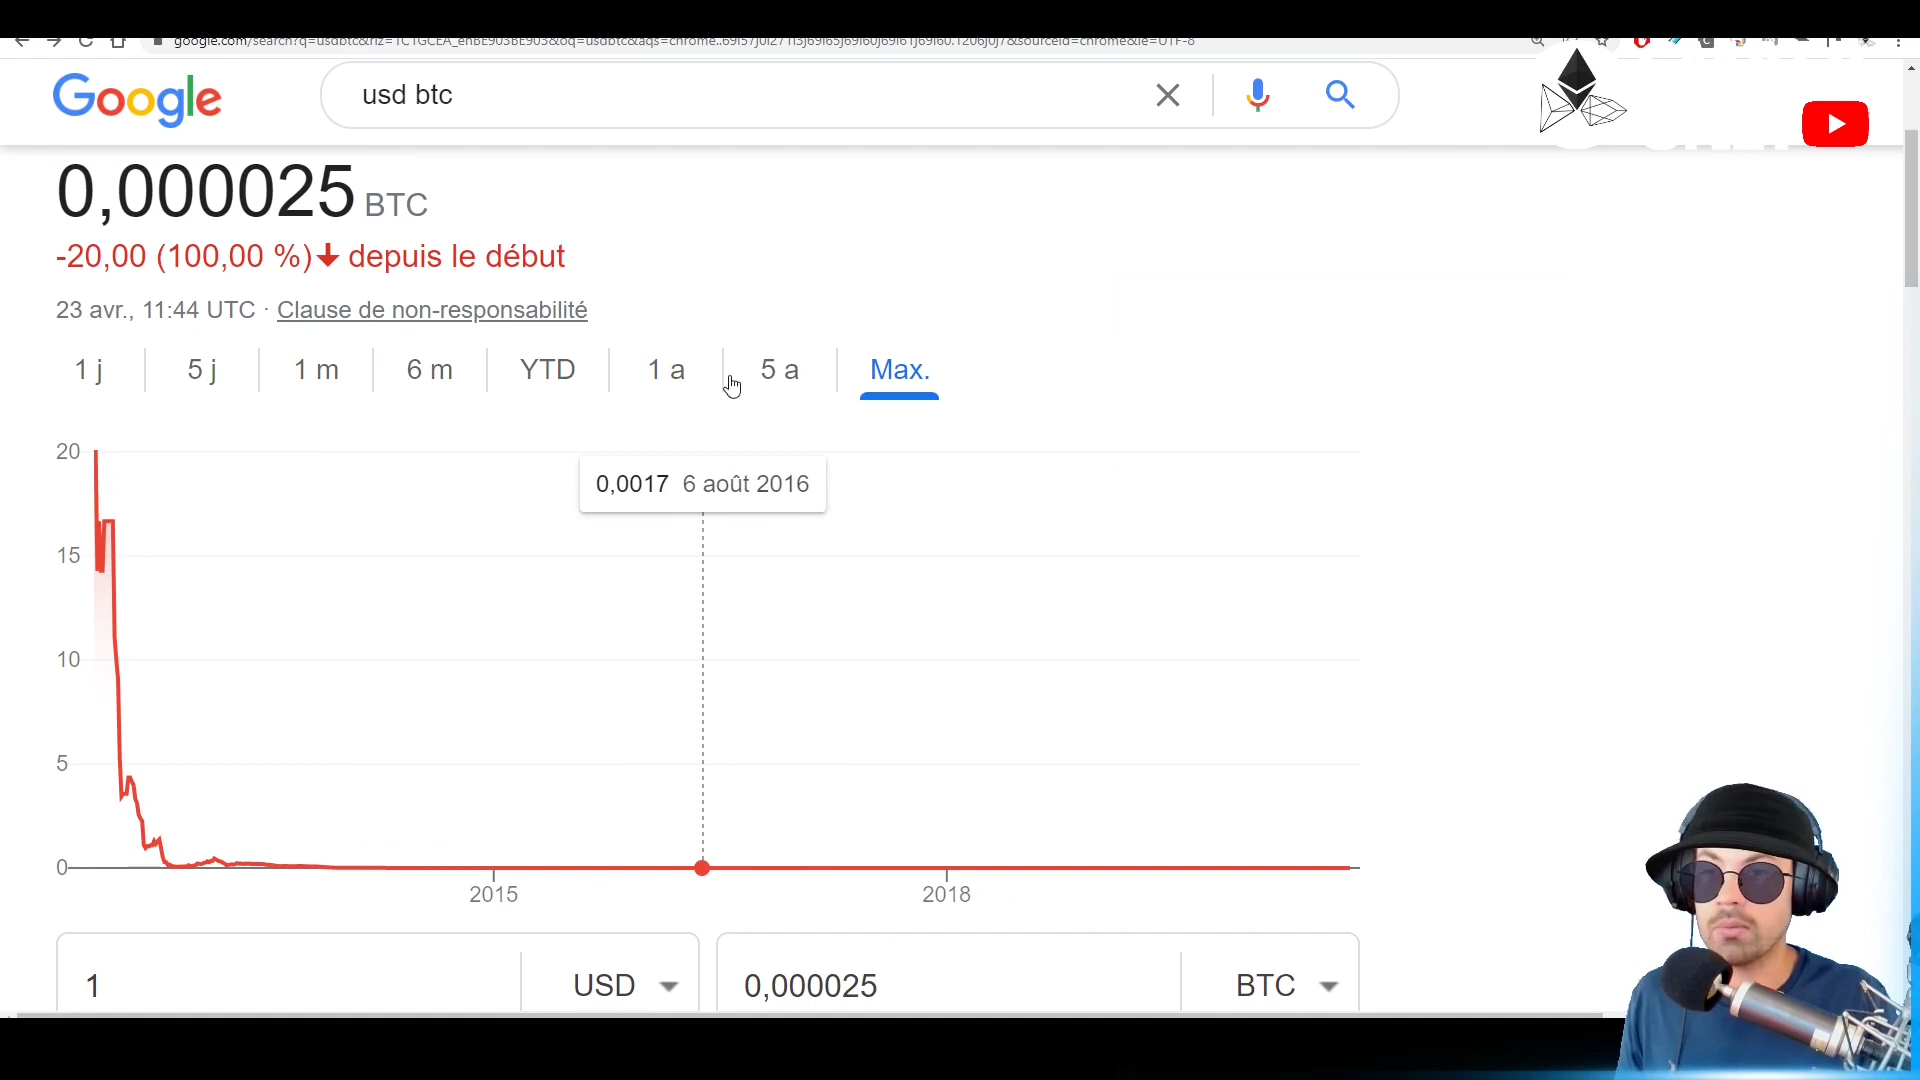 Google
usd btc
0,000025 BTC
-20,00 (100,00 %) depuis le début
23 avr., 11:44 UTC · Clause de non-responsabilité
1 j
5 j
1 m
6 m
YTD
1 a
5 a
Max.
20
0,0017 6 août 2016
15
10
5
0
2015
2018
1
USD
0,000025
BTC